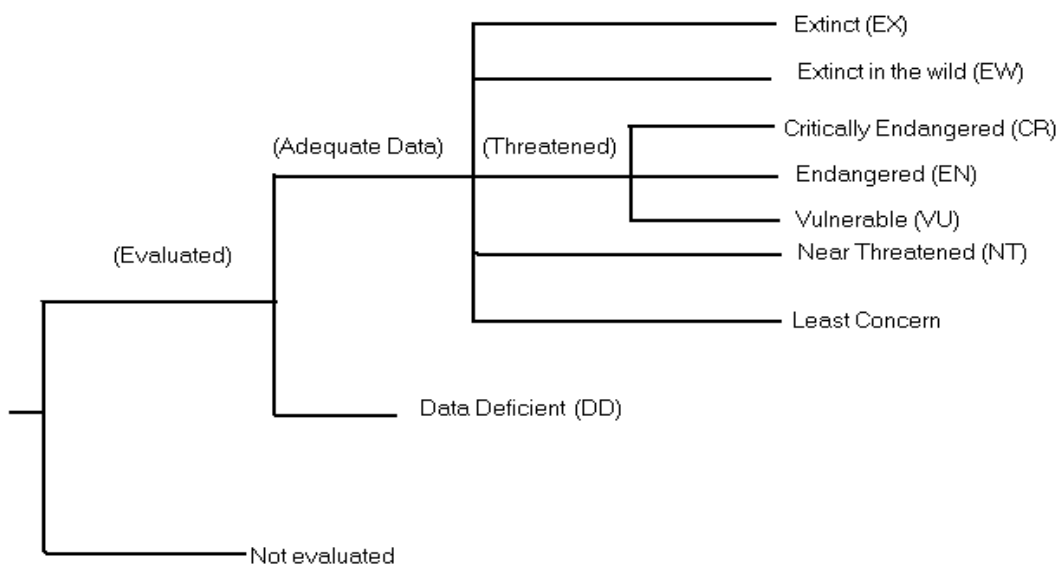 Extinct (EX)
Extinct in the wild (EW)
Critically Endangered (CR)
(Adequate Data)
(Threatened)
Endangered (EN)
Vulnerable (VU)
(Evaluated)
Near Threatened (NT)
Least Concern
Data Deficient (DD)
Not evaluated